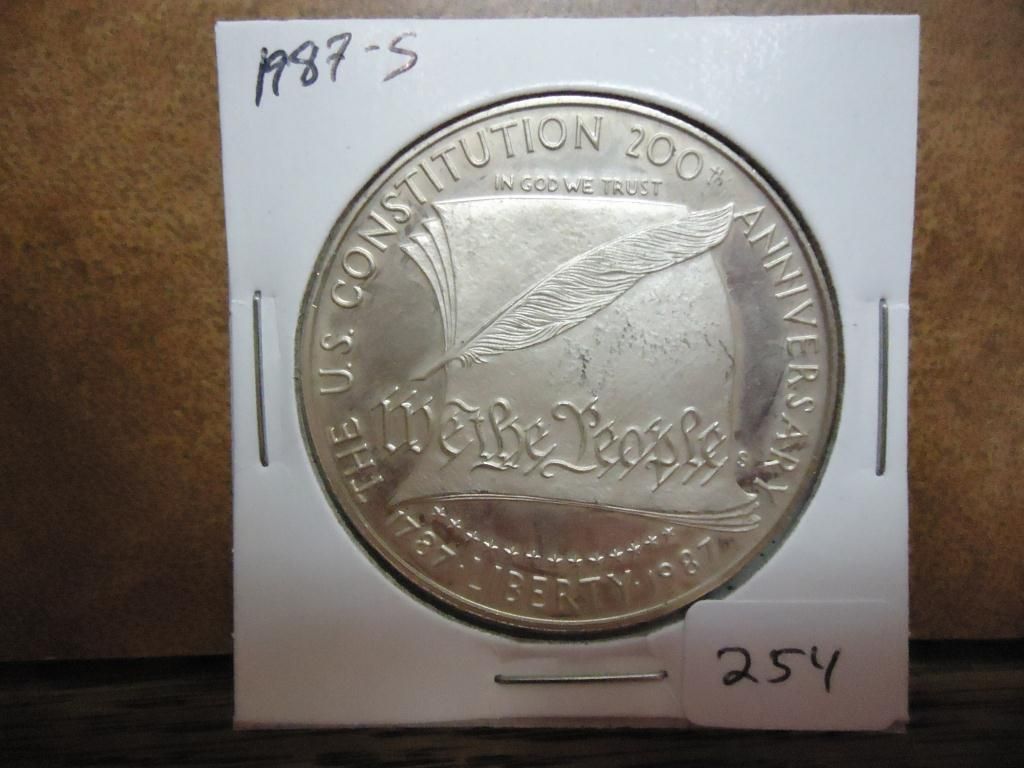 1987-S
THE U.S. CONSTITUTION 200th ANNIVERSARY
IN GOD WE TRUST
We the People
S
1787 · LIBERTY · 1987
254